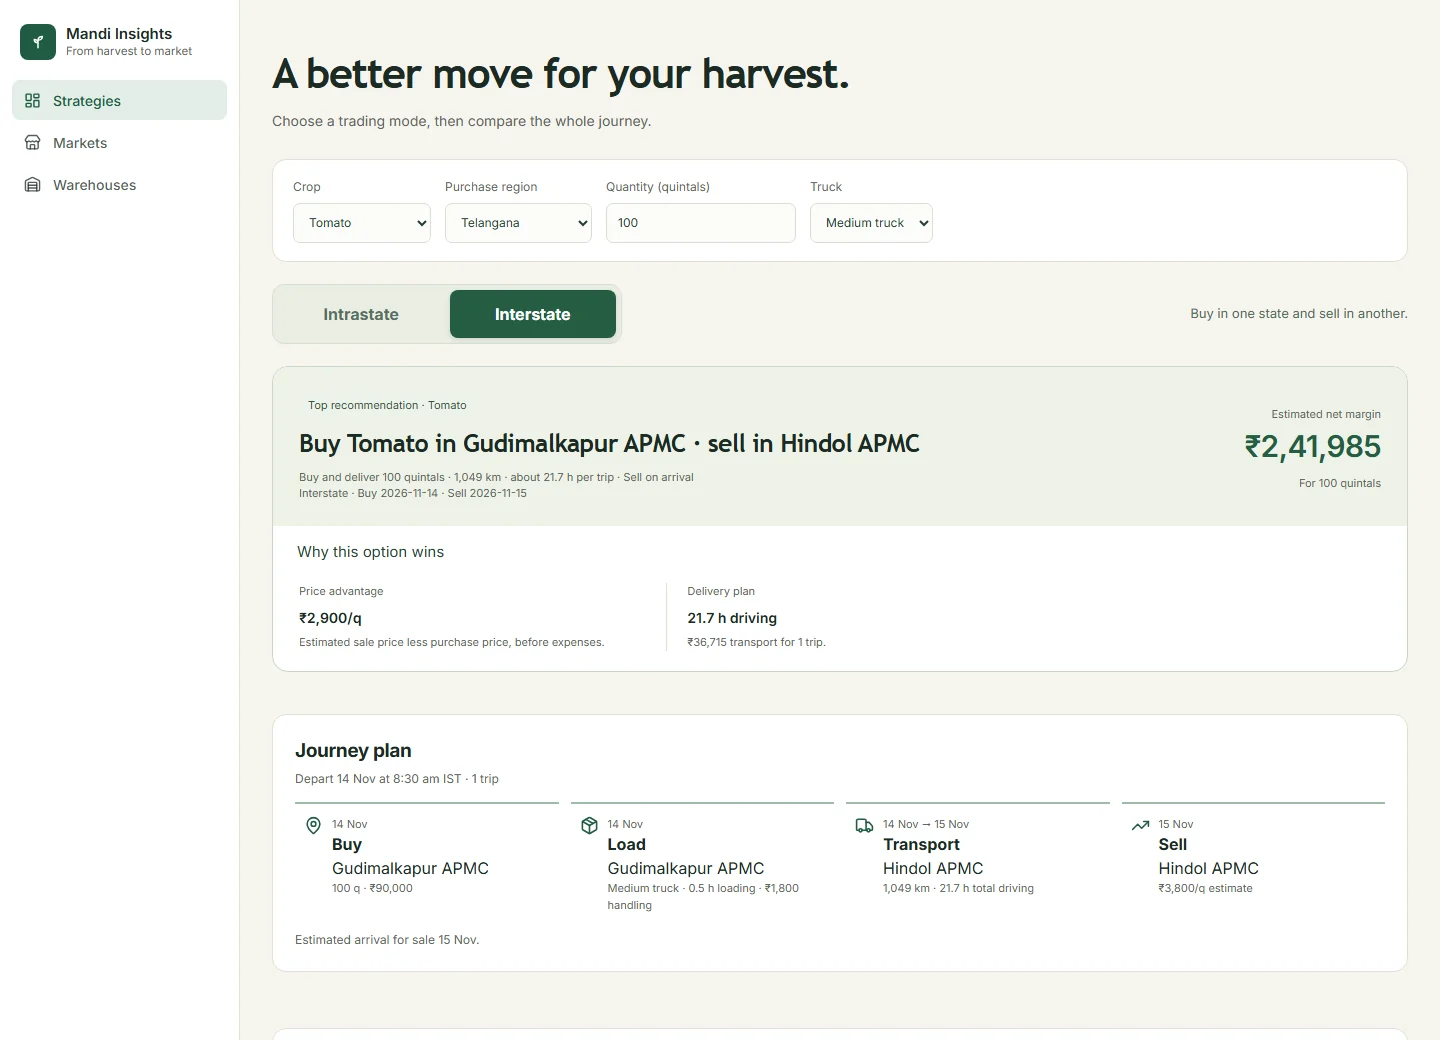 Mandi Insights
From harvest to market
Strategies
Markets
Warehouses
A better move for your harvest.
Choose a trading mode, then compare the whole journey.
Crop
Purchase region
Quantity (quintals)
Truck
Tomato
Telangana
100
Medium truck
Intrastate
Interstate
Buy in one state and sell in another.
Top recommendation · Tomato
Buy Tomato in Gudimalkapur APMC · sell in Hindol APMC
Buy and deliver 100 quintals · 1,049 km · about 21.7 h per trip · Sell on arrival
Interstate · Buy 2026-11-14 · Sell 2026-11-15
Estimated net margin
₹2,41,985
For 100 quintals
Why this option wins
Price advantage
₹2,900/q
Estimated sale price less purchase price, before expenses.
Delivery plan
21.7 h driving
₹36,715 transport for 1 trip.
Journey plan
Depart 14 Nov at 8:30 am IST · 1 trip
14 Nov
Buy
Gudimalkapur APMC
100 q · ₹90,000
14 Nov
Load
Gudimalkapur APMC
Medium truck · 0.5 h loading · ₹1,800
handling
14 Nov → 15 Nov
Transport
Hindol APMC
1,049 km · 21.7 h total driving
15 Nov
Sell
Hindol APMC
₹3,800/q estimate
Estimated arrival for sale 15 Nov.